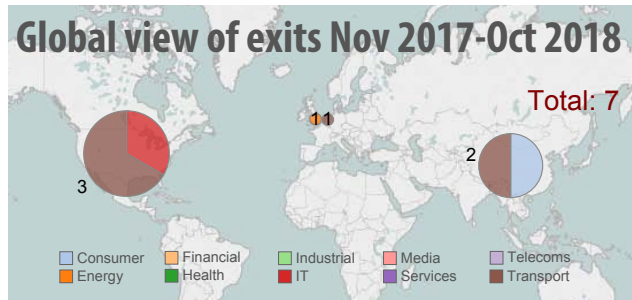 Global view of exits Nov 2017-Oct 2018
Total: 7
1 1
2
3
Consumer Financial Industrial Media Telecoms
Energy Health IT Services Transport